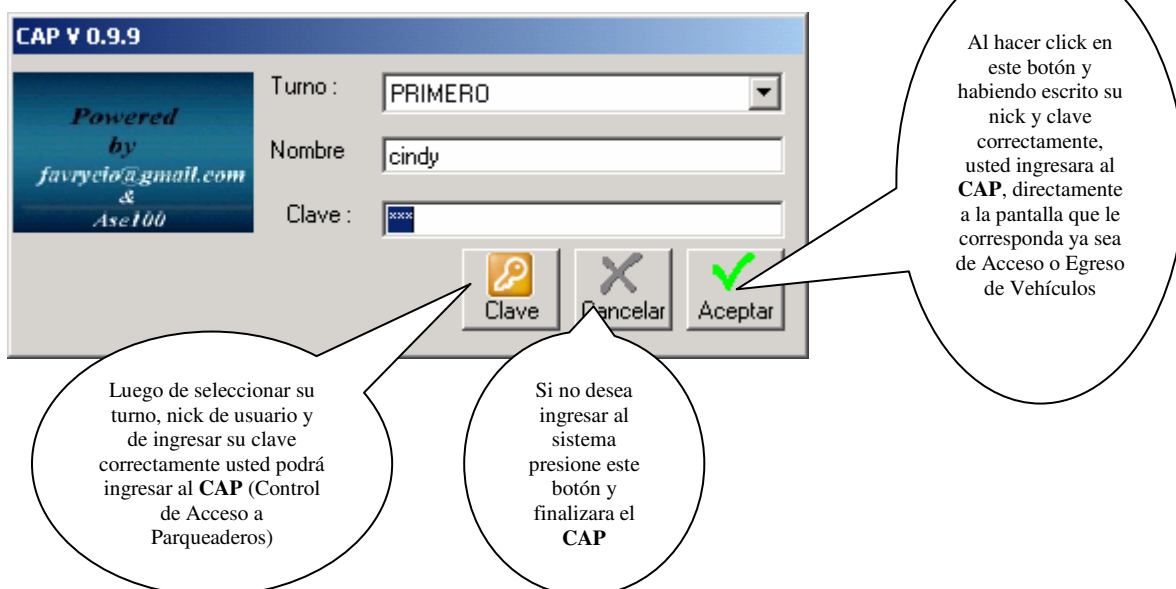 CAP V 0.9.9
Powered
by
favrycio@gmail.com
&
Ase100
Turno :
PRIMERO
Nombre
cindy
Clave :
***
Clave
Cancelar
Aceptar
Al hacer click en
este botón y
habiendo escrito su
nick y clave
correctamente,
usted ingresara al
CAP, directamente
a la pantalla que le
corresponda ya sea
de Acceso o Egreso
de Vehículos
Luego de seleccionar su
turno, nick de usuario y
de ingresar su clave
correctamente usted podrá
ingresar al CAP (Control
de Acceso a
Parqueaderos)
Si no desea
ingresar al
sistema
presione este
botón y
finalizara el
CAP